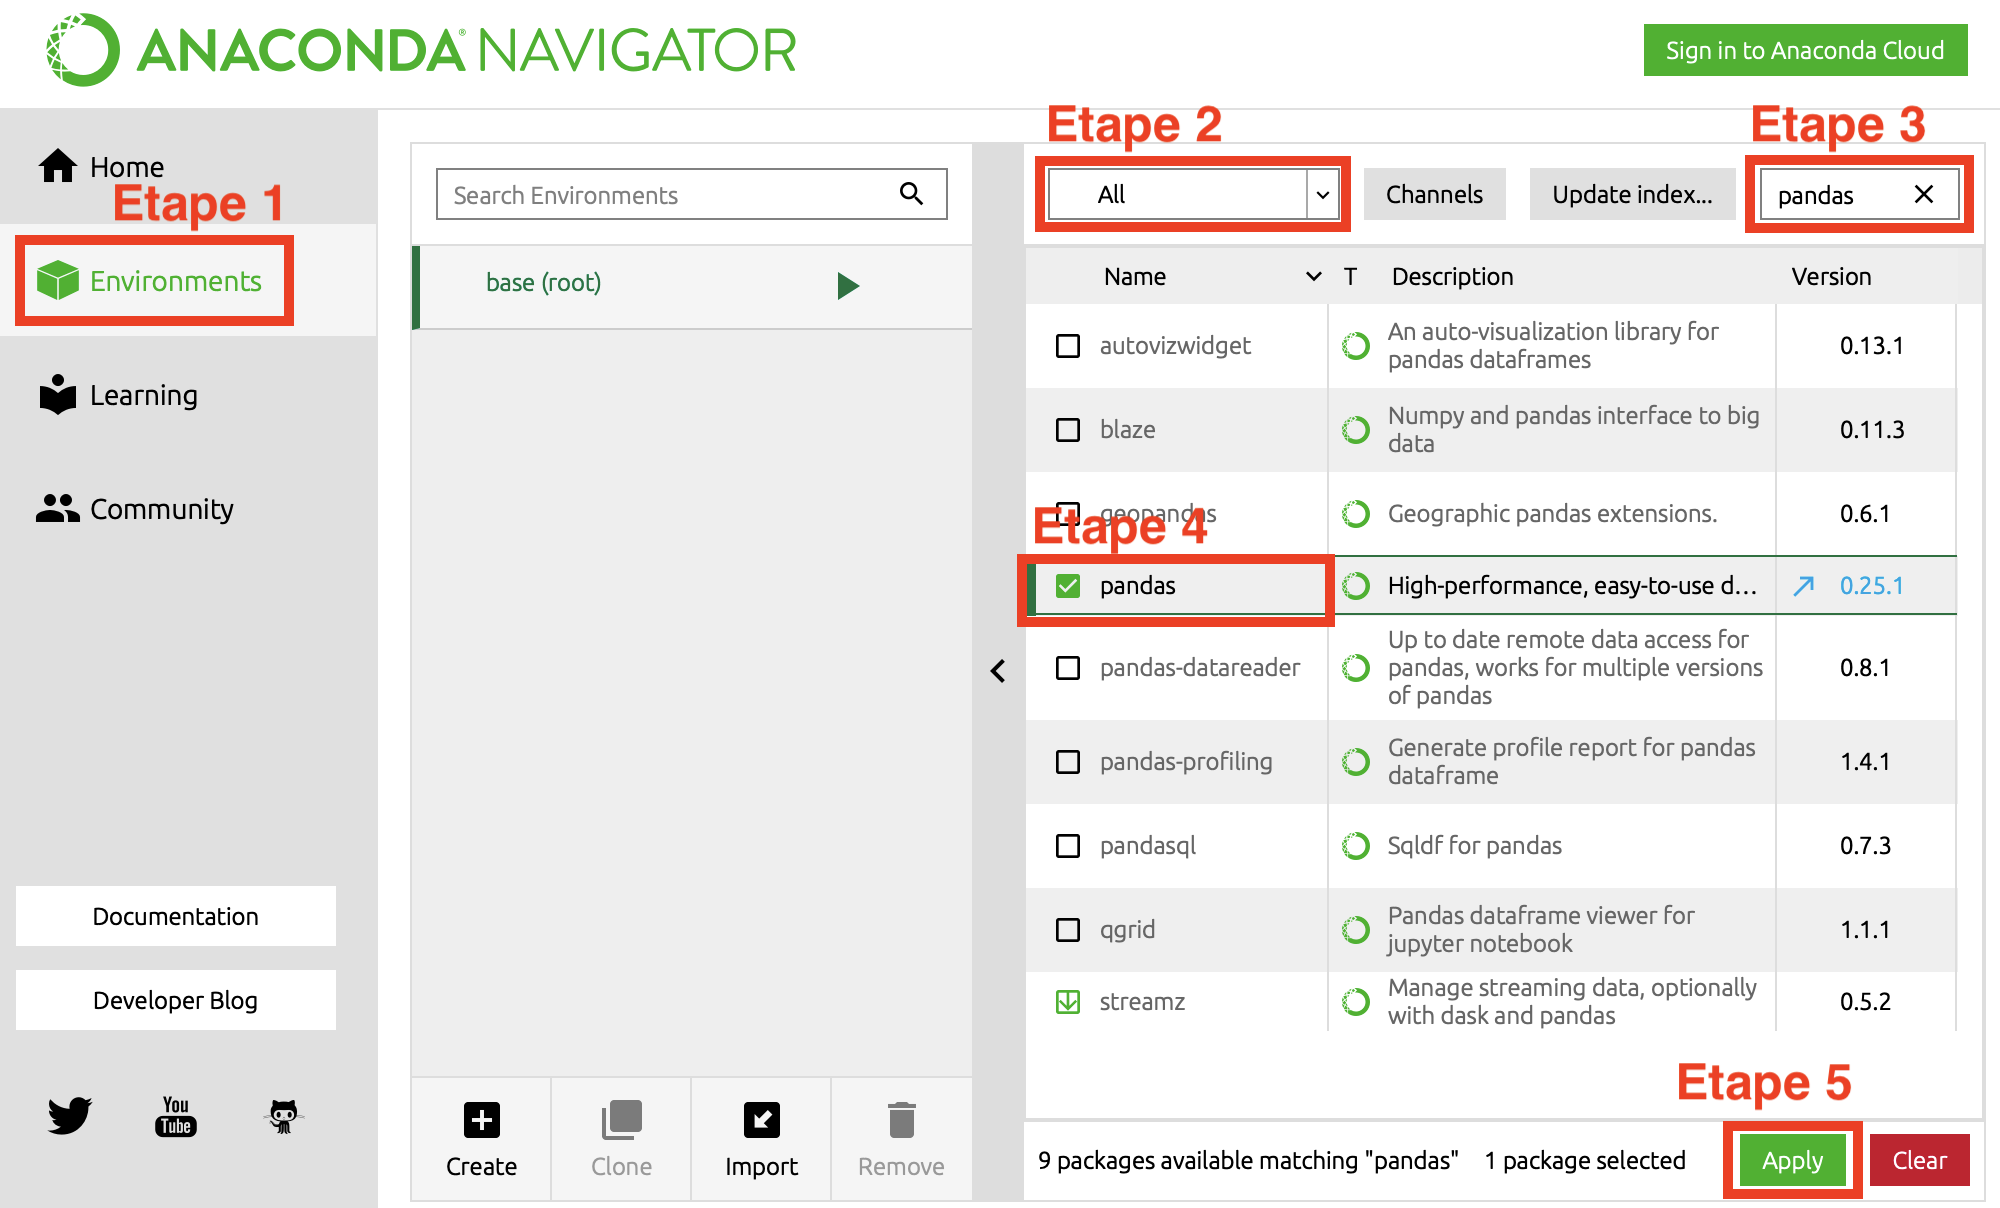 ANACONDA® NAVIGATOR
Sign in to Anaconda Cloud
Home
Etape 1
Environments
Learning
Community
Documentation
Developer Blog
You
Tube
Search Environments
base (root)
Create
Clone
Import
Remove
Etape 2
Etape 3
All
Channels
Update index...
pandas
Name
T
Description
Version
autovizwidget
An auto-visualization library for
pandas dataframes
0.13.1
blaze
Numpy and pandas interface to big
data
0.11.3
geopandas
Geographic pandas extensions.
0.6.1
Etape 4
pandas
High-performance, easy-to-use d...
0.25.1
pandas-datareader
Up to date remote data access for
pandas, works for multiple versions
of pandas
0.8.1
pandas-profiling
Generate profile report for pandas
dataframe
1.4.1
pandasql
Sqldf for pandas
0.7.3
qgrid
Pandas dataframe viewer for
jupyter notebook
1.1.1
streamz
Manage streaming data, optionally
with dask and pandas
0.5.2
Etape 5
9 packages available matching "pandas"
1 package selected
Apply
Clear